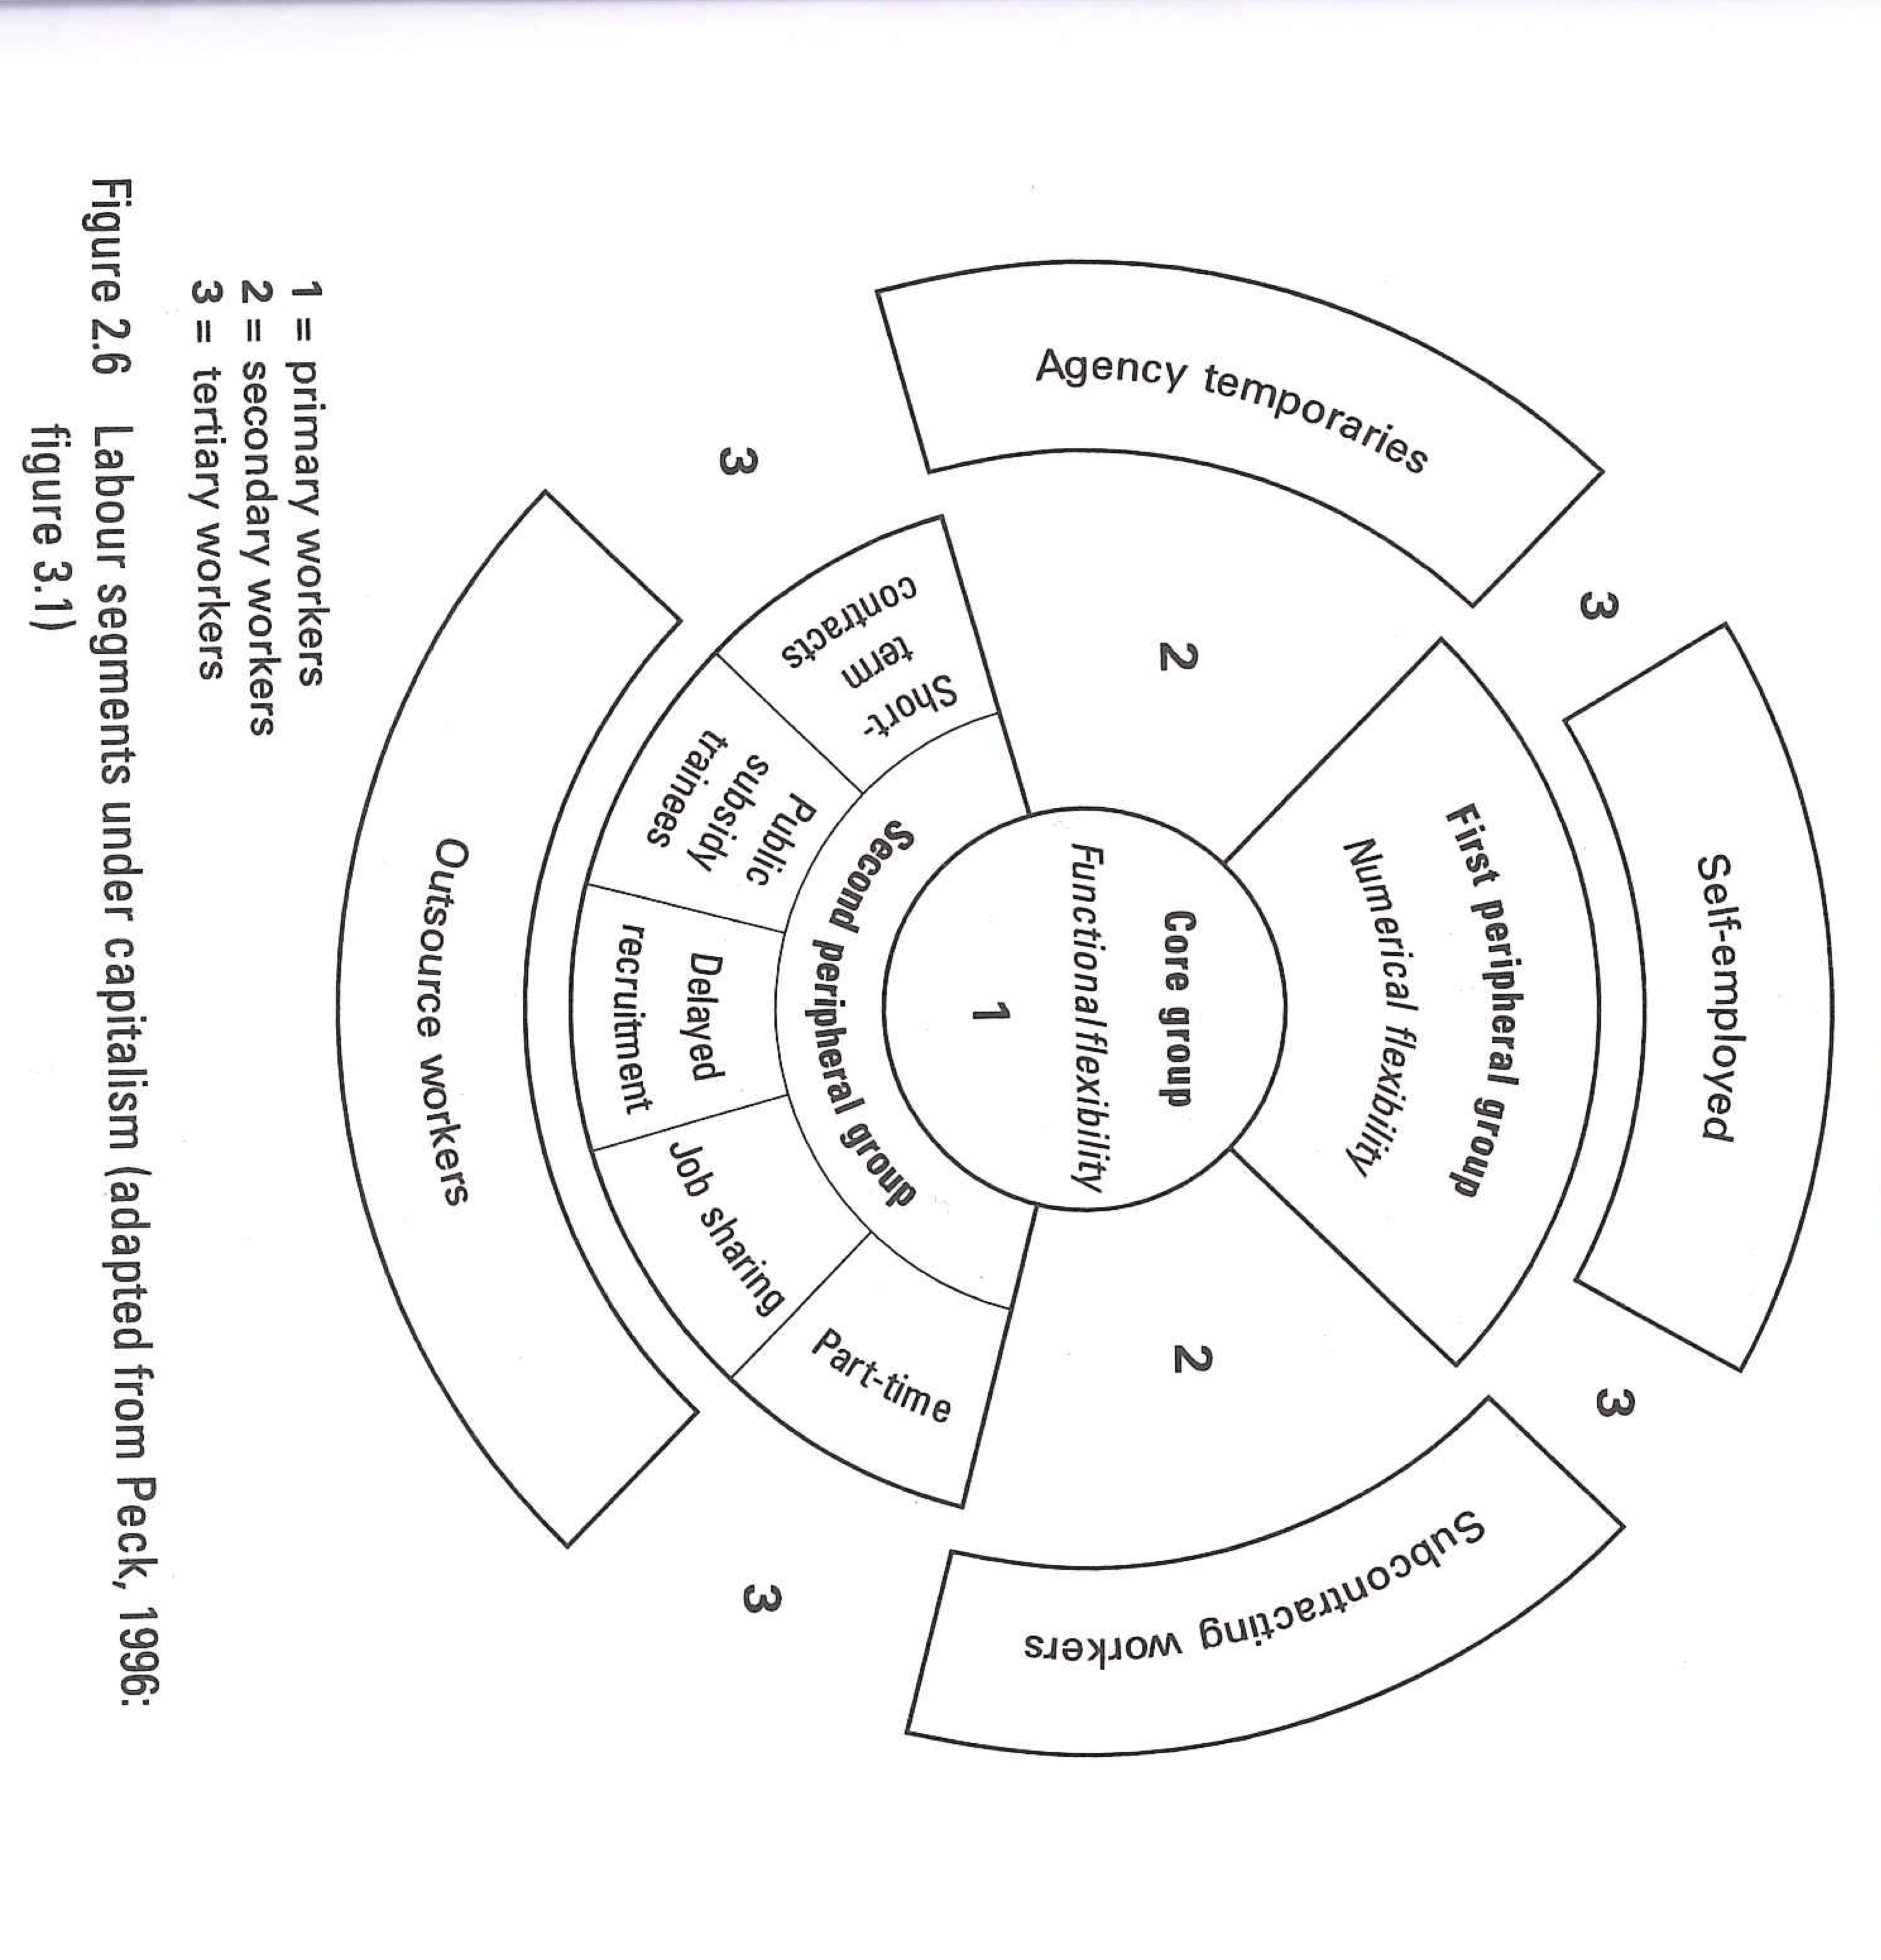 Self-employed
3
3
First peripheral group
Numerical flexibility
Agency temporaries
Subcontracting workers
2
2
Core group
Functional flexibility
1
Second peripheral group
Short-
term
contracts
Public
subsidy
trainees
Delayed
recruitment
Job sharing
Part-time
3
3
Outsource workers
1 = primary workers
2 = secondary workers
3 = tertiary workers
Figure 2.6 Labour segments under capitalism (adapted from Peck, 1996:
figure 3.1)